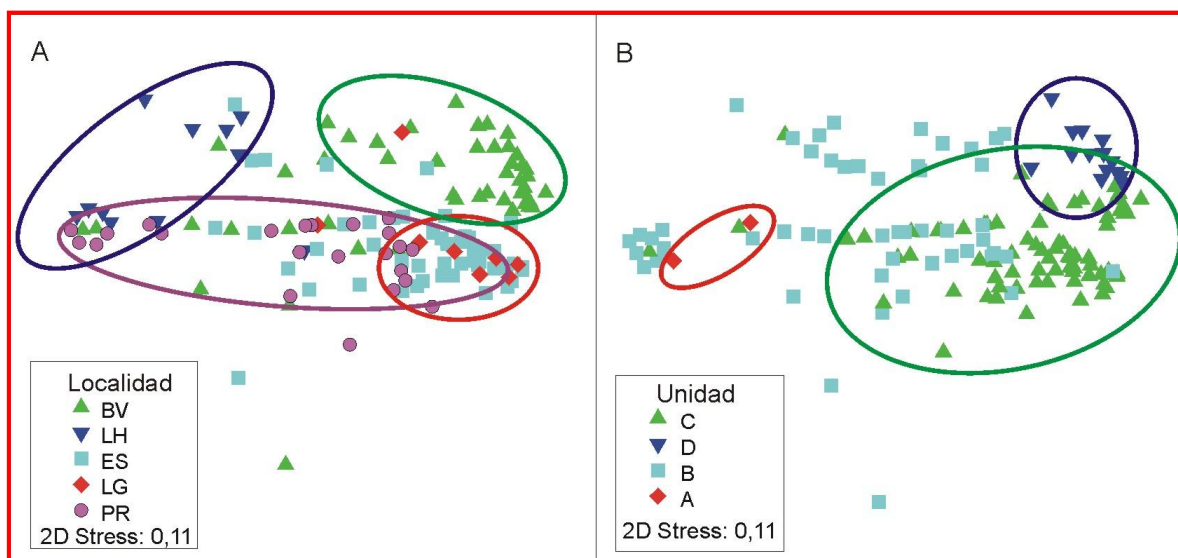 A
Localidad
BV
LH
ES
LG
PR
2D Stress: 0,11
B
Unidad
C
D
B
A
2D Stress: 0,11